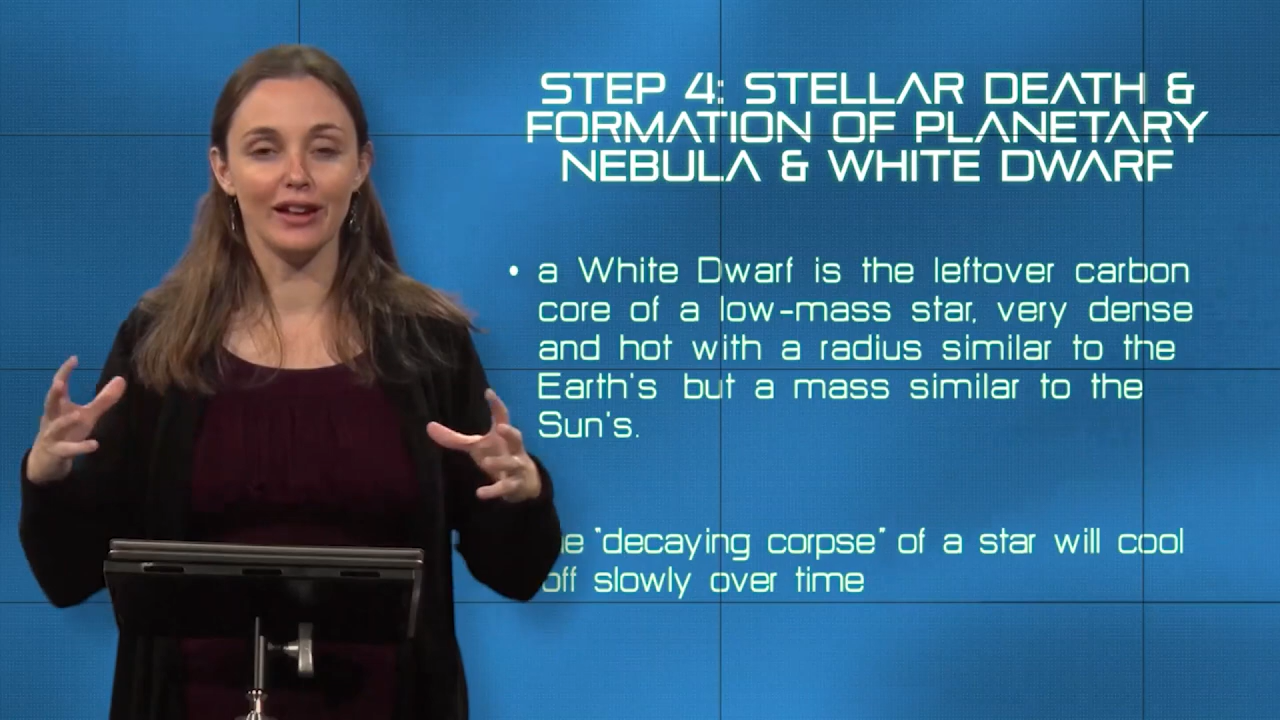 STEP 4: STELLAR DEATH &
FORMATION OF PLANETARY
NEBULA & WHITE DWARF
• a White Dwarf is the leftover carbon
core of a low-mass star, very dense
and hot with a radius similar to the
Earth's but a mass similar to the
Sun's.
"decaying corpse" of a star will cool
off slowly over time